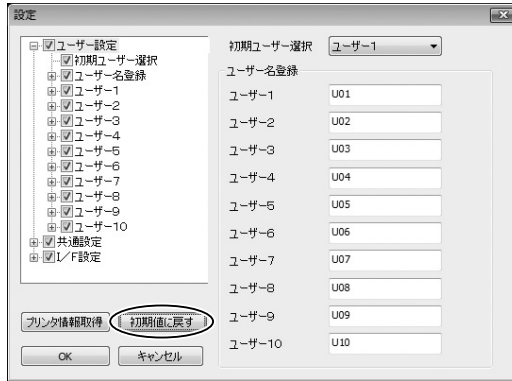 設定
ユーザー設定
初期ユーザー選択
ユーザー名登録
ユーザー1
ユーザー2
ユーザー3
ユーザー4
ユーザー5
ユーザー6
ユーザー7
ユーザー8
ユーザー9
ユーザー10
共通設定
I/F設定
プリンタ情報取得 初期値に戻す
OK キャンセル
初期ユーザー選択 ユーザー1
ユーザー名登録
ユーザー1 U01
ユーザー2 U02
ユーザー3 U03
ユーザー4 U04
ユーザー5 U05
ユーザー6 U06
ユーザー7 U07
ユーザー8 U08
ユーザー9 U09
ユーザー10 U10